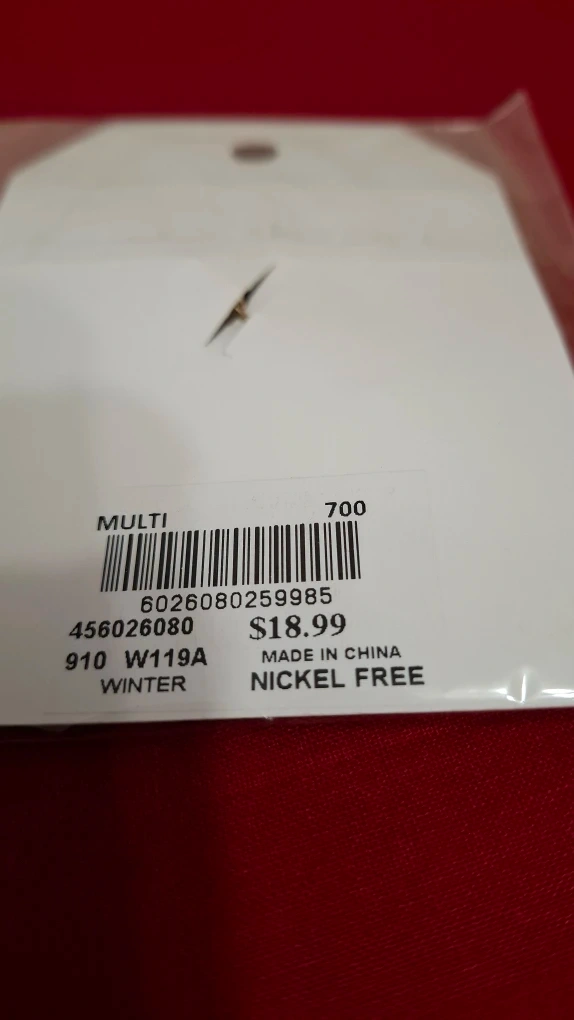 MULTI 700
6026080259985
456026080 $18.99
910 W119A MADE IN CHINA
WINTER NICKEL FREE